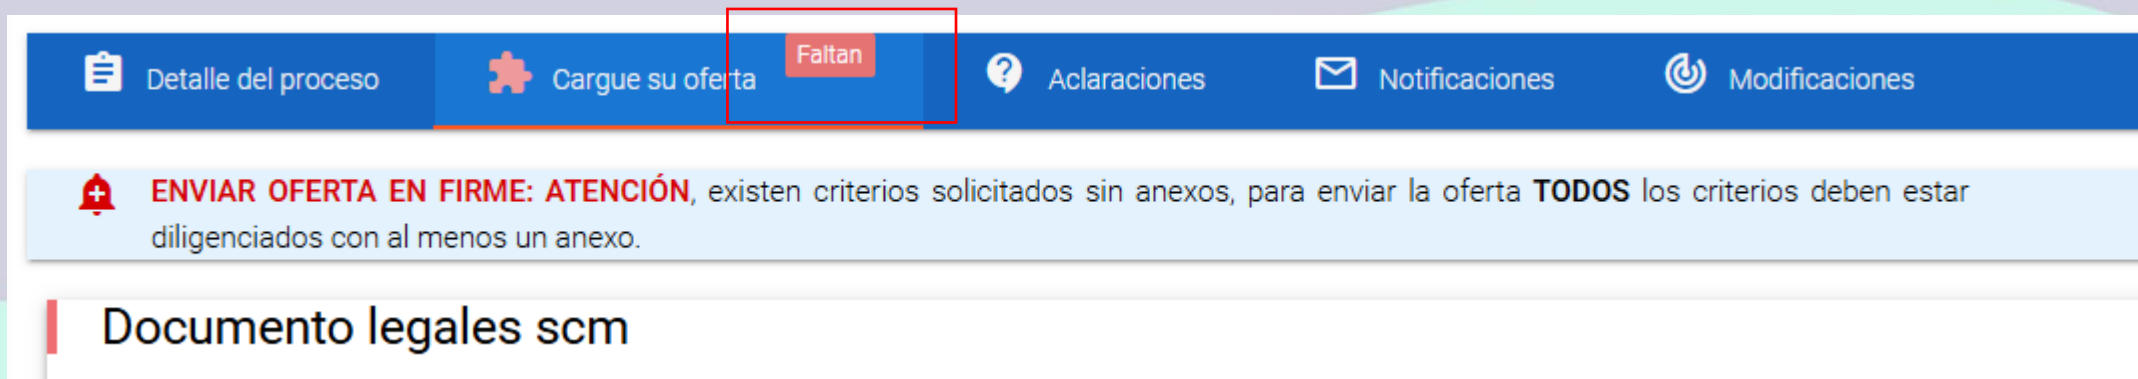 Detalle del proceso Cargue su oferta Faltan Aclaraciones Notificaciones Modificaciones
ENVIAR OFERTA EN FIRME: ATENCIÓN, existen criterios solicitados sin anexos, para enviar la oferta TODOS los criterios deben estar
diligenciados con al menos un anexo.
Documento legales scm